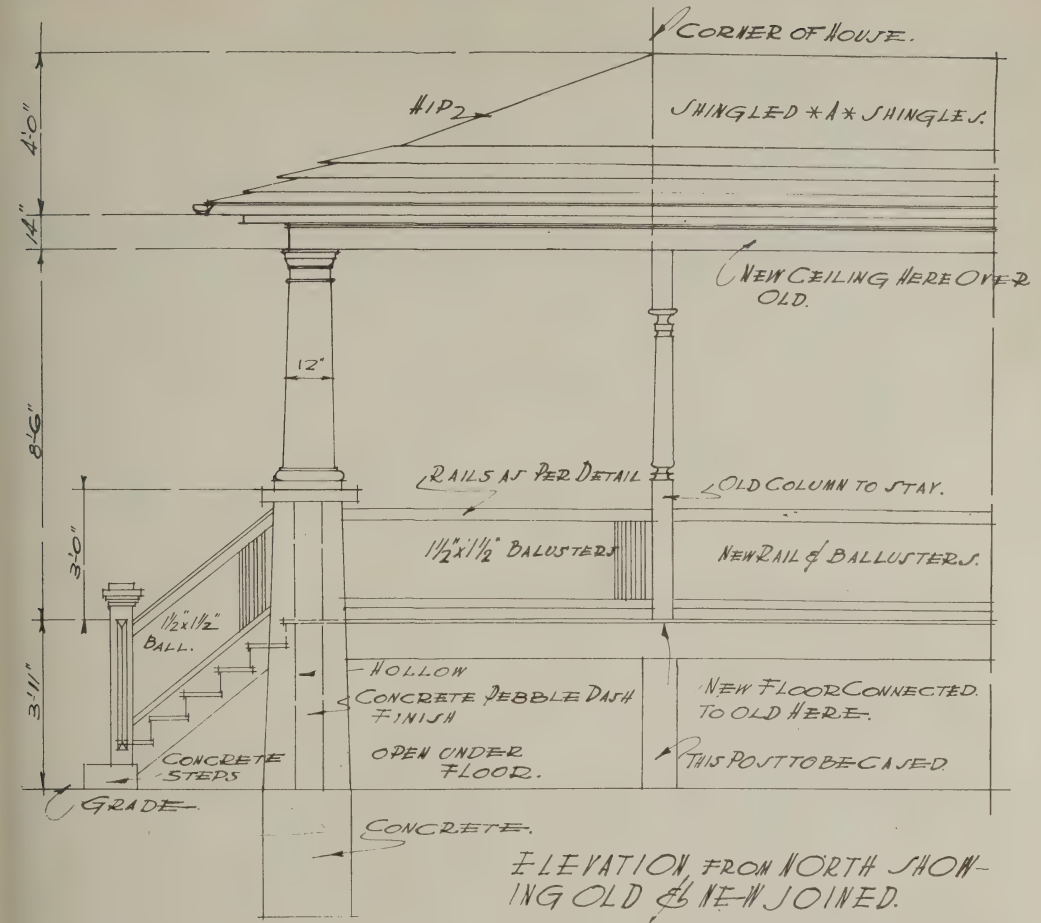 CORNER OF HOUSE.
4'-0"
HIP
SHINGLED *A* SHINGLES.
14"
NEW CEILING HERE OVER
OLD.
8'-6"
12"
RAILS AS PER DETAIL
OLD COLUMN TO STAY.
3'-0"
1½"x1½" BALUSTERS
NEW RAIL & BALLUSTERS.
1½"x1½"
BALL.
3'-11"
HOLLOW
CONCRETE PEBBLE DASH
FINISH
NEW FLOOR CONNECTED
TO OLD HERE.
OPEN UNDER
FLOOR.
THIS POST TO BE CASED.
CONCRETE
STEPS
GRADE
CONCRETE.
ELEVATION, FROM NORTH SHOW-
ING OLD & NEW JOINED.